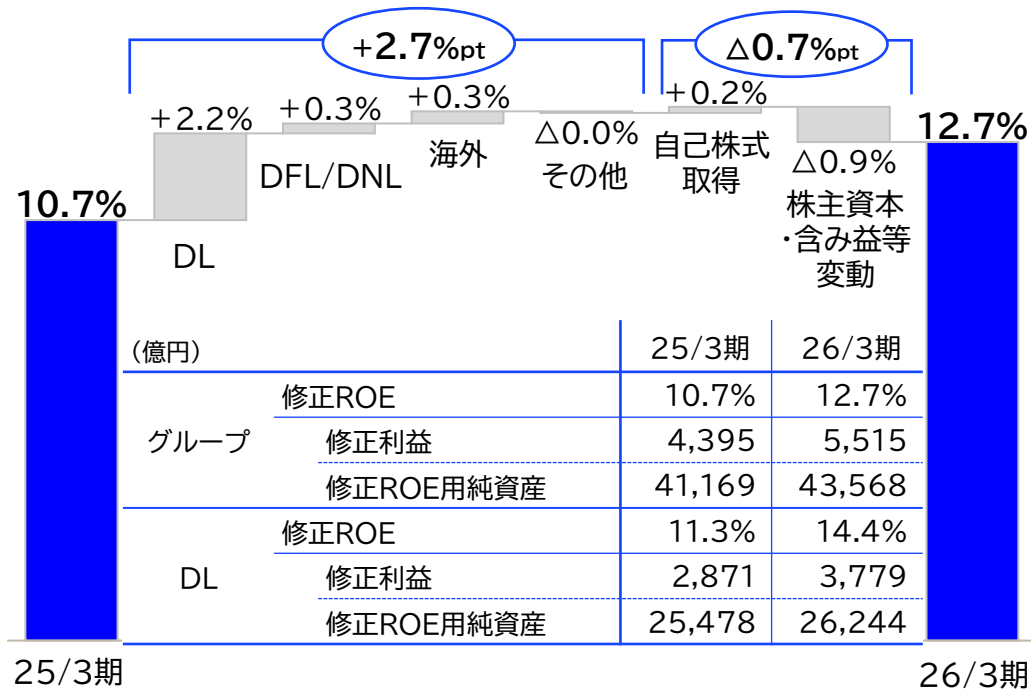 +2.7%pt
△0.7%pt
10.7%
+2.2%
DL
+0.3%
DFL/DNL
+0.3%
海外
△0.0%
その他
+0.2%
自己株式
取得
△0.9%
株主資本
・含み益等
変動
12.7%
(億円) 25/3期 26/3期
グループ
修正ROE 10.7% 12.7%
修正利益 4,395 5,515
修正ROE用純資産 41,169 43,568
DL
修正ROE 11.3% 14.4%
修正利益 2,871 3,779
修正ROE用純資産 25,478 26,244
25/3期
26/3期